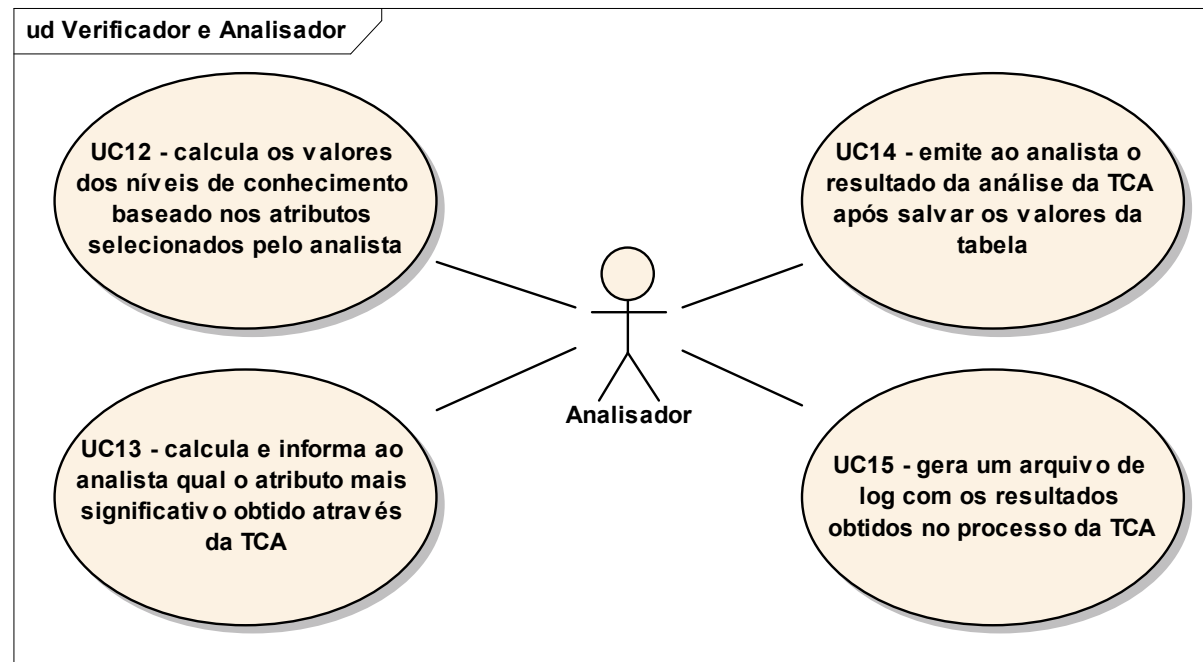 ud Verificador e Analisador
UC12 - calcula os valores
dos níveis de conhecimento
baseado nos atributos
selecionados pelo analista
UC14 - emite ao analista o
resultado da análise da TCA
após salvar os valores da
tabela
Analisador
UC13 - calcula e informa ao
analista qual o atributo mais
significativo obtido através
da TCA
UC15 - gera um arquivo de
log com os resultados
obtidos no processo da TCA